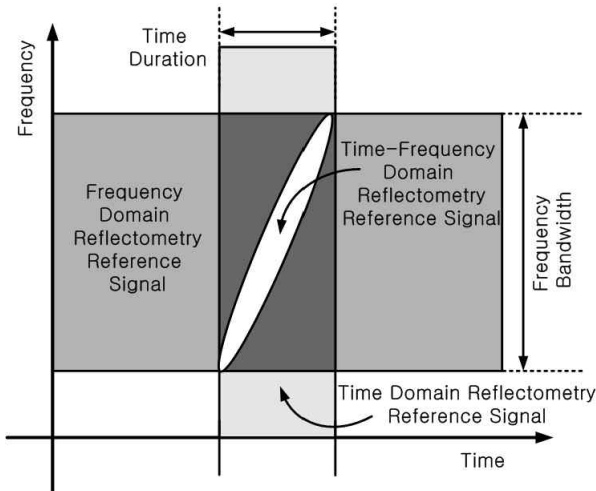 Time
Duration
Frequency
Time-Frequency
Domain
Reflectometry
Reference Signal
Frequency
Domain
Reflectometry
Reference
Signal
Frequency
Bandwidth
Time Domain Reflectometry
Reference Signal
Time